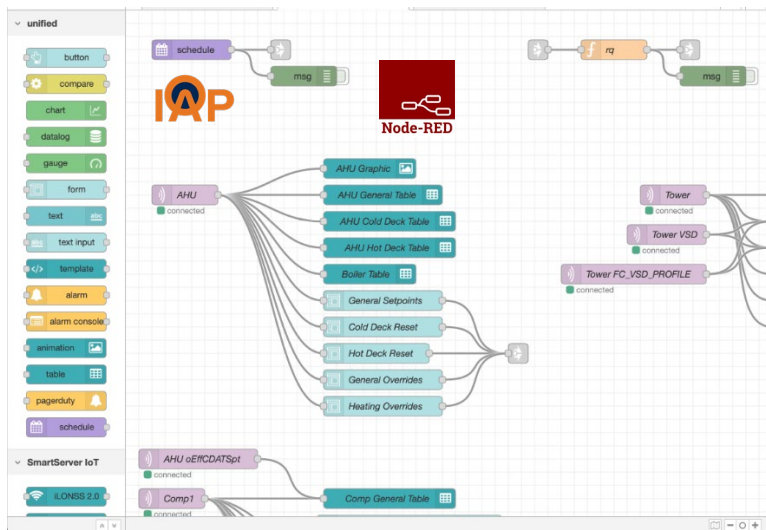 unified
button
compare
chart
datalog
gauge
form
text
abc
text input
abc
template
alarm
alarm console
animation
table
pagerduty
schedule
SmartServer IoT
iLONSS 2.0
schedule
msg
IAP
Node-RED
rq
msg
AHU
connected
AHU Graphic
AHU General Table
AHU Cold Deck Table
AHU Hot Deck Table
Boiler Table
General Setpoints
Cold Deck Reset
Hot Deck Reset
General Overrides
Heating Overrides
Tower
connected
Tower VSD
connected
Tower FC_VSD_PROFILE
connected
AHU oEffCDATSpt
connected
Comp1
connected
Comp General Table